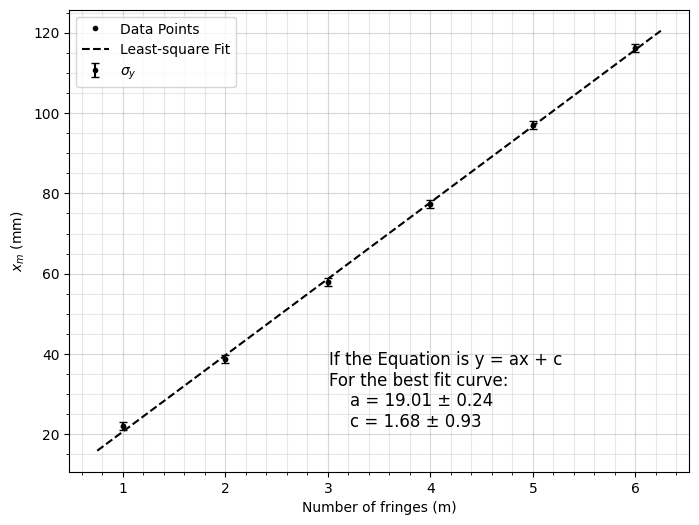 Data Points
Least-square Fit
σy
120
100
80
60
40
20
xm (mm)
If the Equation is y = ax + c
For the best fit curve:
a = 19.01 ± 0.24
c = 1.68 ± 0.93
1 2 3 4 5 6
Number of fringes (m)